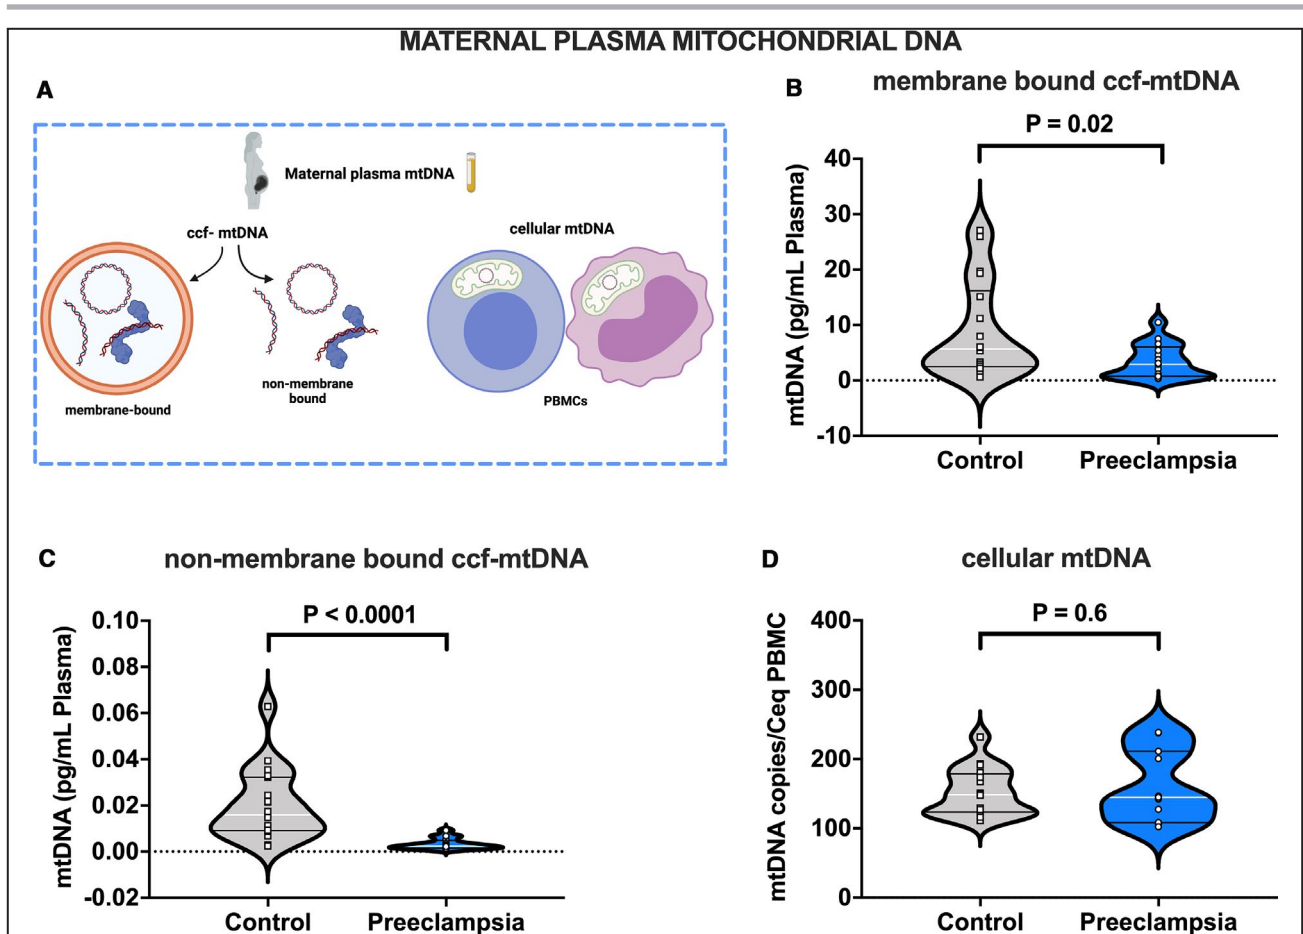 MATERNAL PLASMA MITOCHONDRIAL DNA
A
Maternal plasma mtDNA
ccf- mtDNA
cellular mtDNA
membrane-bound
non-membrane
bound
PBMCs
B
membrane bound ccf-mtDNA
P = 0.02
mtDNA (pg/mL Plasma)
40
30
20
10
0
-10
Control
Preeclampsia
C
non-membrane bound ccf-mtDNA
P < 0.0001
mtDNA (pg/mL Plasma)
0.10
0.08
0.06
0.04
0.02
0.00
-0.02
Control
Preeclampsia
D
cellular mtDNA
P = 0.6
mtDNA copies/Ceq PBMC
400
300
200
100
0
Control
Preeclampsia